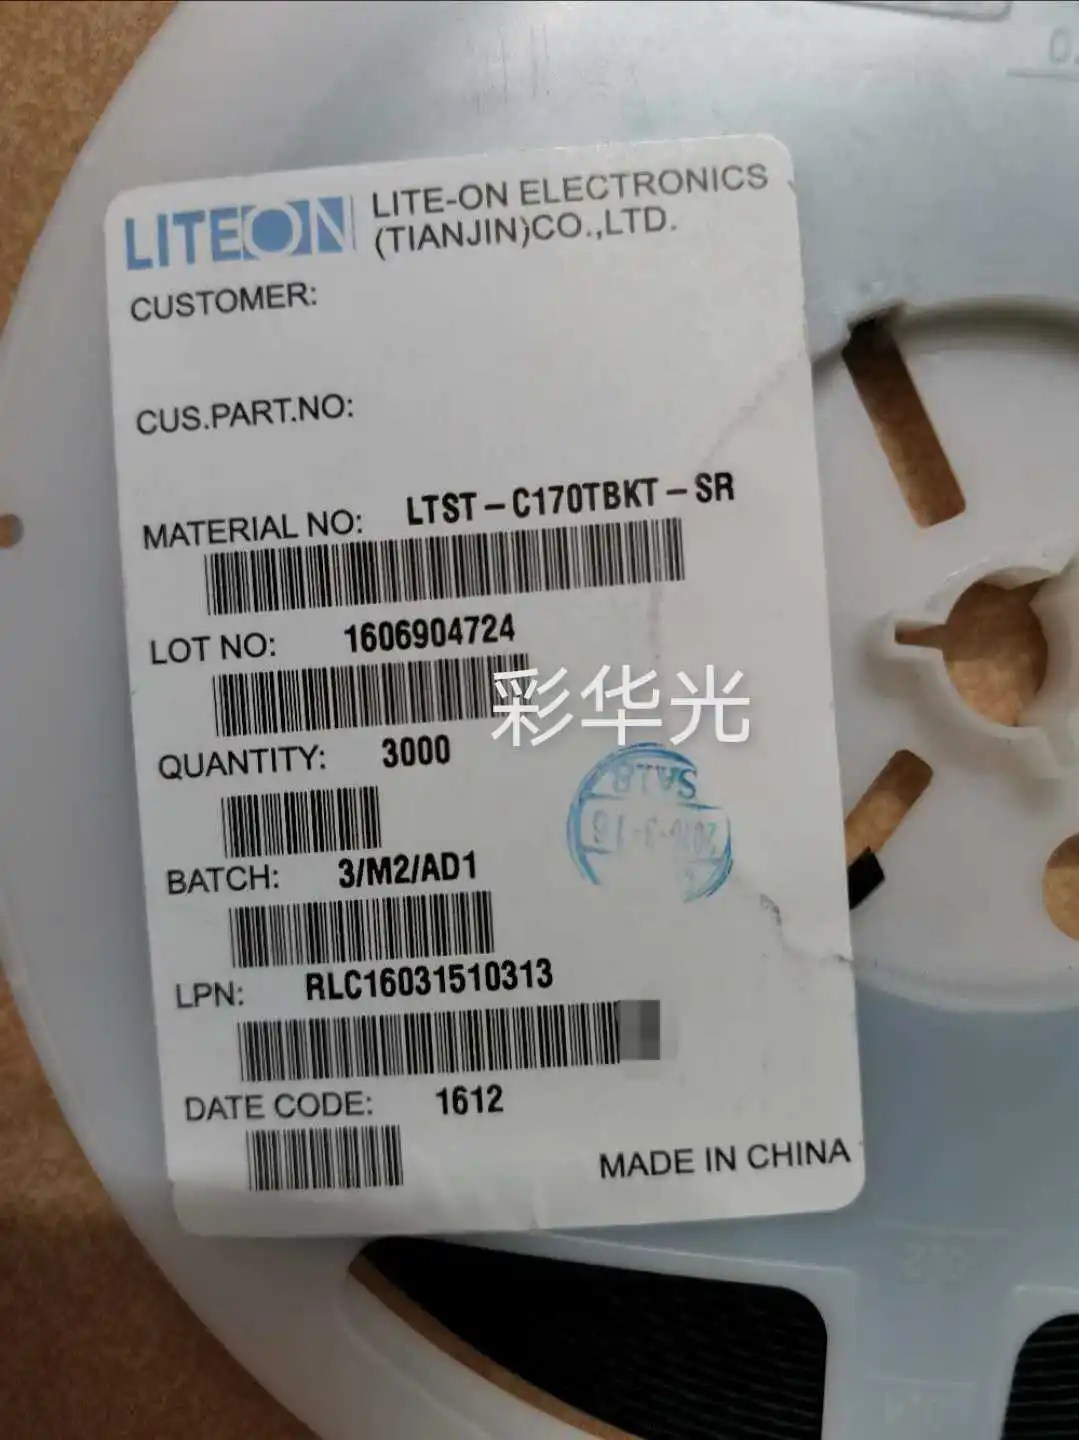 LITEON
LITE-ON ELECTRONICS
(TIANJIN)CO.,LTD.
CUSTOMER:
CUS.PART.NO:
MATERIAL NO: LTST-C170TBKT-SR
LOT NO: 1606904724
彩华光
QUANTITY: 3000
BATCH: 3/M2/AD1
LPN: RLC16031510313
DATE CODE: 1612
MADE IN CHINA